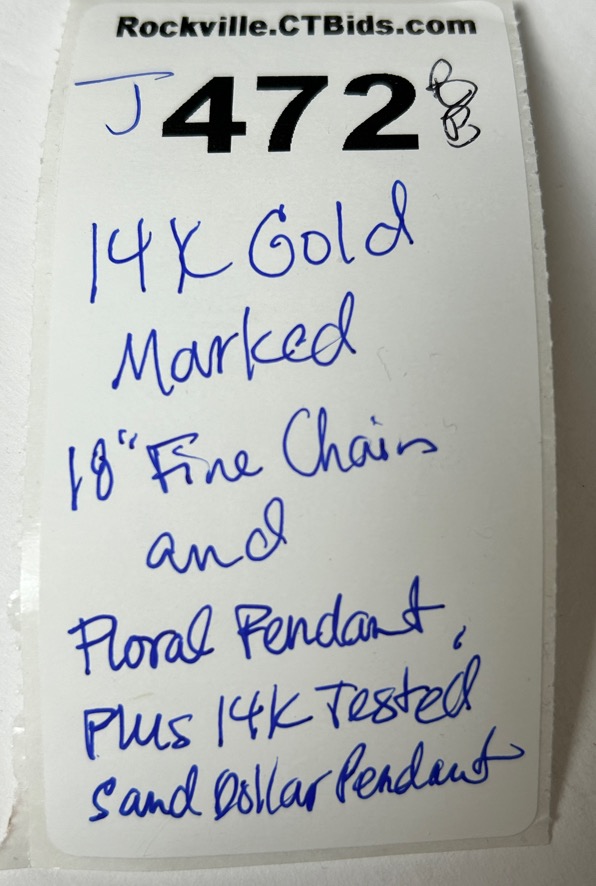 Rockville.CTBids.com
J 472 BB
14K Gold
Marked
18" Fine Chain
and
Floral Pendant,
Plus 14K Tested
Sand Dollar Pendant